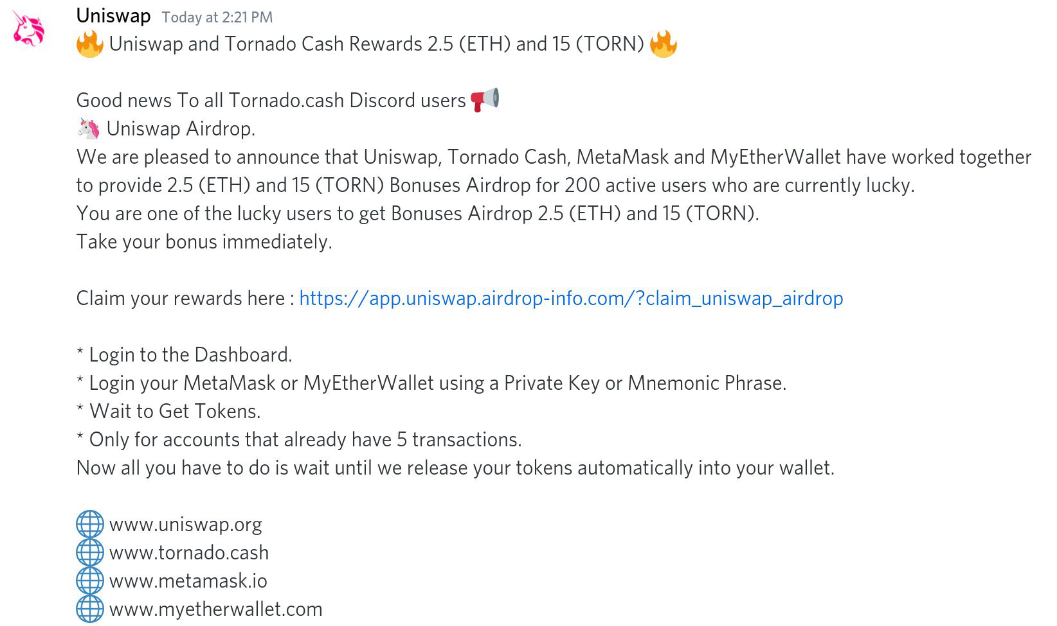 Uniswap Today at 2:21 PM
🔥 Uniswap and Tornado Cash Rewards 2.5 (ETH) and 15 (TORN) 🔥
Good news To all Tornado.cash Discord users 📣
🦄 Uniswap Airdrop.
We are pleased to announce that Uniswap, Tornado Cash, MetaMask and MyEtherWallet have worked together
to provide 2.5 (ETH) and 15 (TORN) Bonuses Airdrop for 200 active users who are currently lucky.
You are one of the lucky users to get Bonuses Airdrop 2.5 (ETH) and 15 (TORN).
Take your bonus immediately.
Claim your rewards here : https://app.uniswap.airdrop-info.com/?claim_uniswap_airdrop
* Login to the Dashboard.
* Login your MetaMask or MyEtherWallet using a Private Key or Mnemonic Phrase.
* Wait to Get Tokens.
* Only for accounts that already have 5 transactions.
Now all you have to do is wait until we release your tokens automatically into your wallet.
🌐 www.uniswap.org
🌐 www.tornado.cash
🌐 www.metamask.io
🌐 www.myetherwallet.com